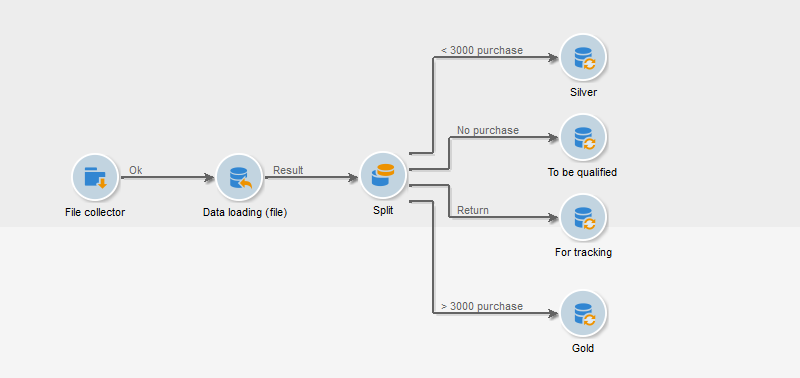 < 3000 purchase
Silver
No purchase
To be qualified
Ok
Result
File collector
Data loading (file)
Split
Return
For tracking
> 3000 purchase
Gold